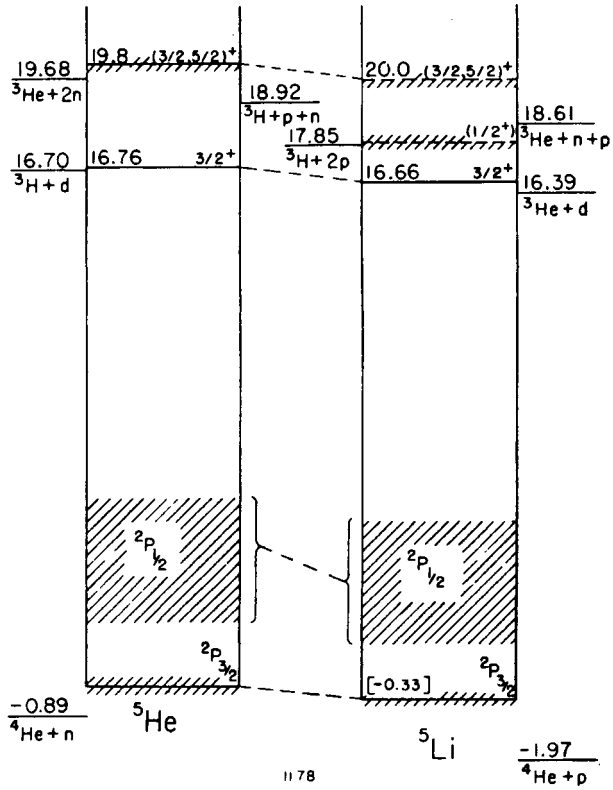 19.8 (3/2,5/2)+
19.68
3He+2n
20.0 (3/2,5/2)+
18.92
3H+p+n
18.61
3He+n+p
17.85
3H+2p
(1/2+)
16.70
3H+d
16.76 3/2+
16.66 3/2+
16.39
3He+d
2P1/2
2P1/2
2P3/2
2P3/2
[-0.33]
-0.89
4He+n
5He
5Li
-1.97
4He+p
1178